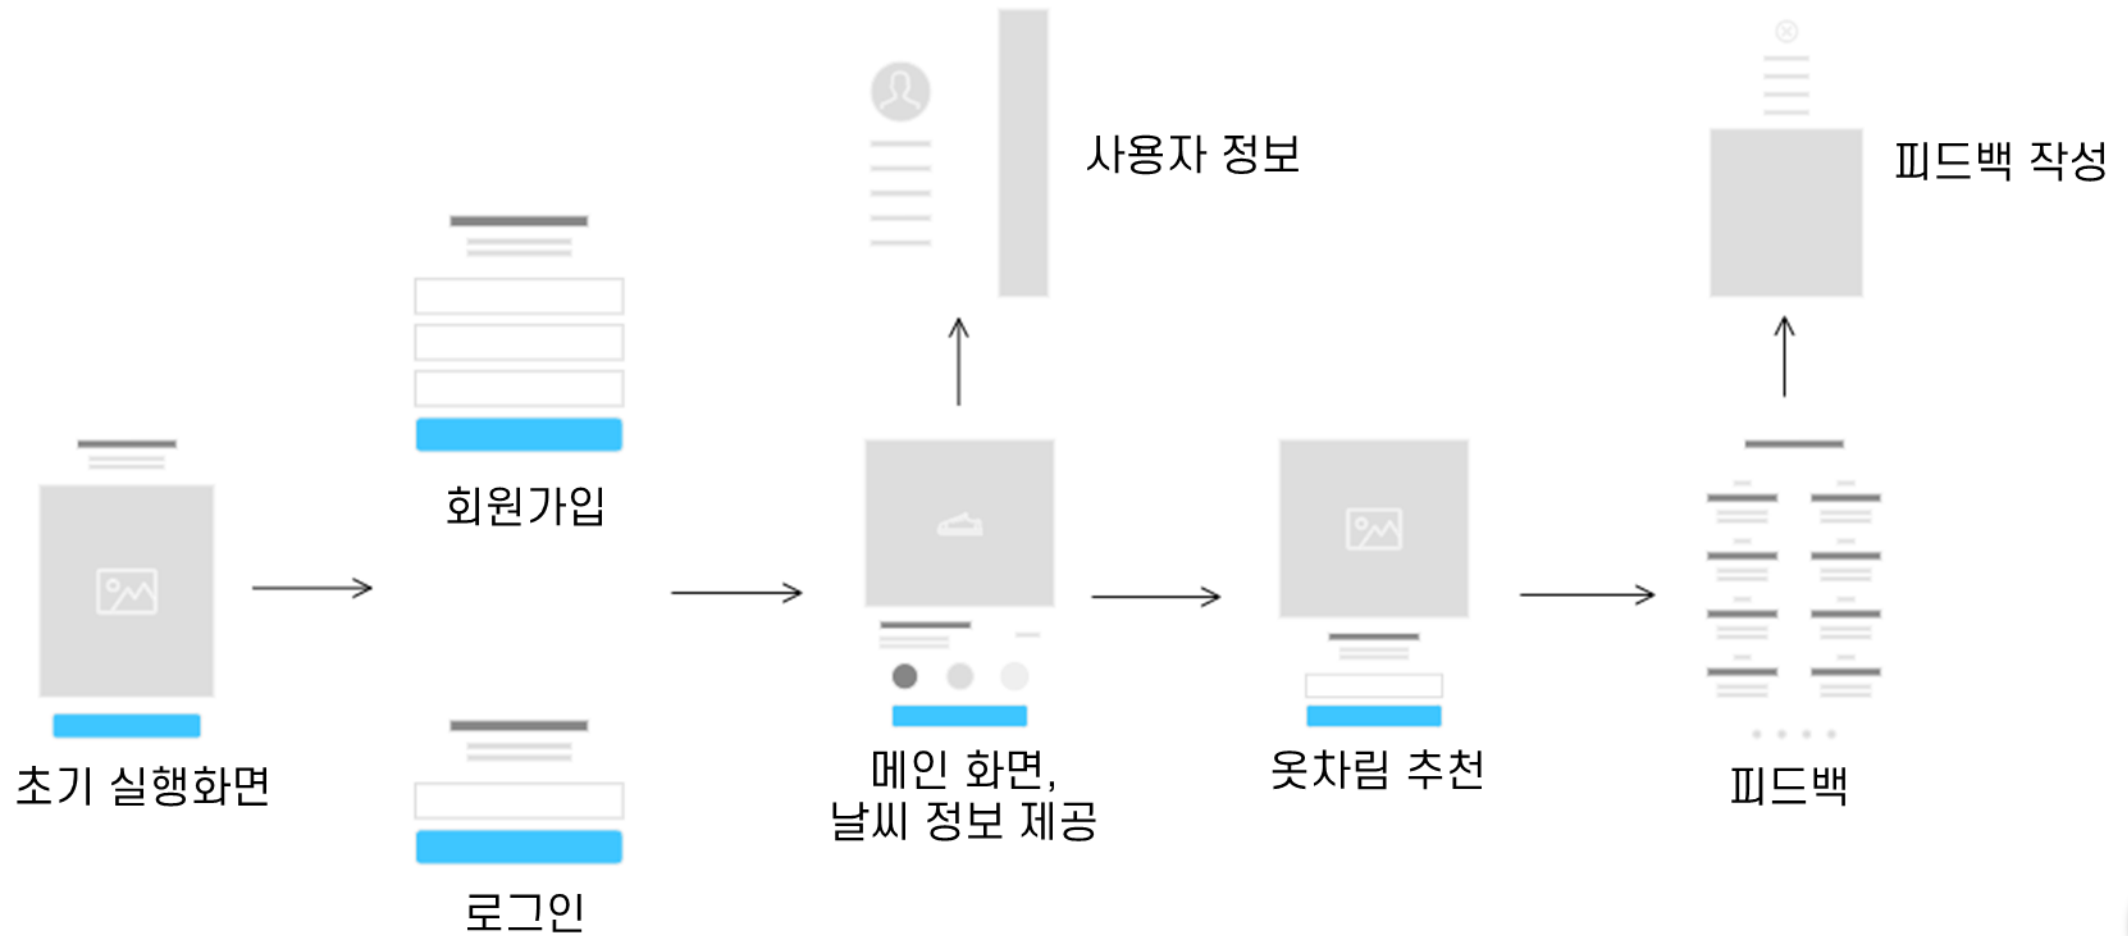 사용자 정보
피드백 작성
회원가입
초기 실행화면
메인 화면,
날씨 정보 제공
옷차림 추천
피드백
로그인